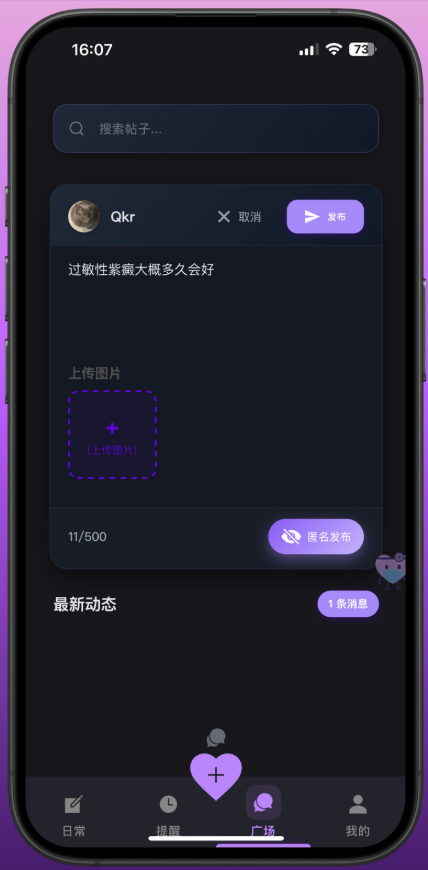 16:07
73
搜索帖子...
Qkr
取消
发布
过敏性紫癜大概多久会好
上传图片
+
(上传图片)
11/500
匿名发布
最新动态
1 条消息
日常
提醒
广场
我的